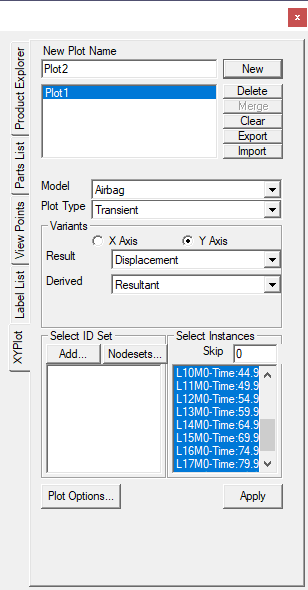 x
Product Explorer
Parts List
View Points
Label List
XYPlot
New Plot Name
Plot2
New
Plot1
Delete
Merge
Clear
Export
Import
Model Airbag
Plot Type Transient
Variants
X Axis Y Axis
Result Displacement
Derived Resultant
Select ID Set
Add... Nodesets...
Select Instances
Skip 0
L10M0-Time:44.9
L11M0-Time:49.9
L12M0-Time:54.9
L13M0-Time:59.9
L14M0-Time:64.9
L15M0-Time:69.9
L16M0-Time:74.9
L17M0-Time:79.9
Plot Options... Apply